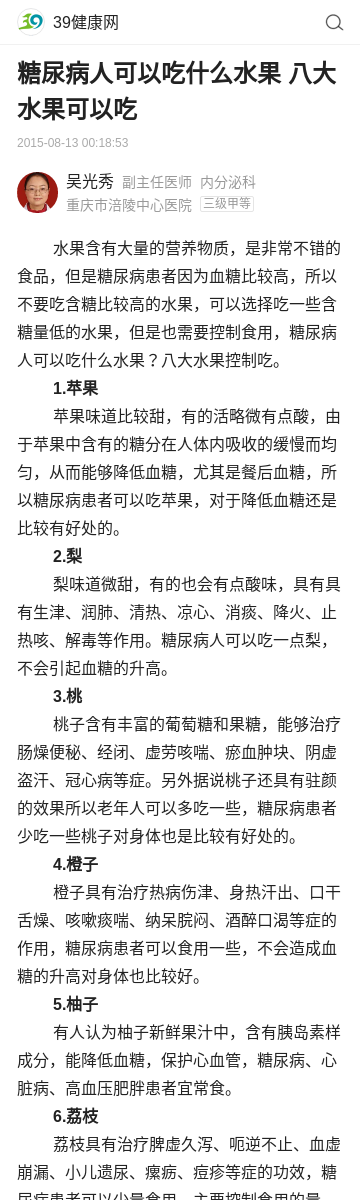 39健康网
糖尿病人可以吃什么水果 八大
水果可以吃
2015-08-13 00:18:53
吴光秀 副主任医师 内分泌科
重庆市涪陵中心医院 三级甲等
水果含有大量的营养物质，是非常不错的
食品，但是糖尿病患者因为血糖比较高，所以
不要吃含糖比较高的水果，可以选择吃一些含
糖量低的水果，但是也需要控制食用，糖尿病
人可以吃什么水果？八大水果控制吃。
1.苹果
苹果味道比较甜，有的活略微有点酸，由
于苹果中含有的糖分在人体内吸收的缓慢而均
匀，从而能够降低血糖，尤其是餐后血糖，所
以糖尿病患者可以吃苹果，对于降低血糖还是
比较有好处的。
2.梨
梨味道微甜，有的也会有点酸味，具有具
有生津、润肺、清热、凉心、消痰、降火、止
热咳、解毒等作用。糖尿病人可以吃一点梨，
不会引起血糖的升高。
3.桃
桃子含有丰富的葡萄糖和果糖，能够治疗
肠燥便秘、经闭、虚劳咳喘、瘀血肿块、阴虚
盗汗、冠心病等症。另外据说桃子还具有驻颜
的效果所以老年人可以多吃一些，糖尿病患者
少吃一些桃子对身体也是比较有好处的。
4.橙子
橙子具有治疗热病伤津、身热汗出、口干
舌燥、咳嗽痰喘、纳呆脘闷、酒醉口渴等症的
作用，糖尿病患者可以食用一些，不会造成血
糖的升高对身体也比较好。
5.柚子
有人认为柚子新鲜果汁中，含有胰岛素样
成分，能降低血糖，保护心血管，糖尿病、心
脏病、高血压肥胖患者宜常食。
6.荔枝
荔枝具有治疗脾虚久泻、呃逆不止、血虚
崩漏、小儿遗尿、瘰疬、痘疹等症的功效，糖
尿病患者可以少量食用，主要控制食用的量，